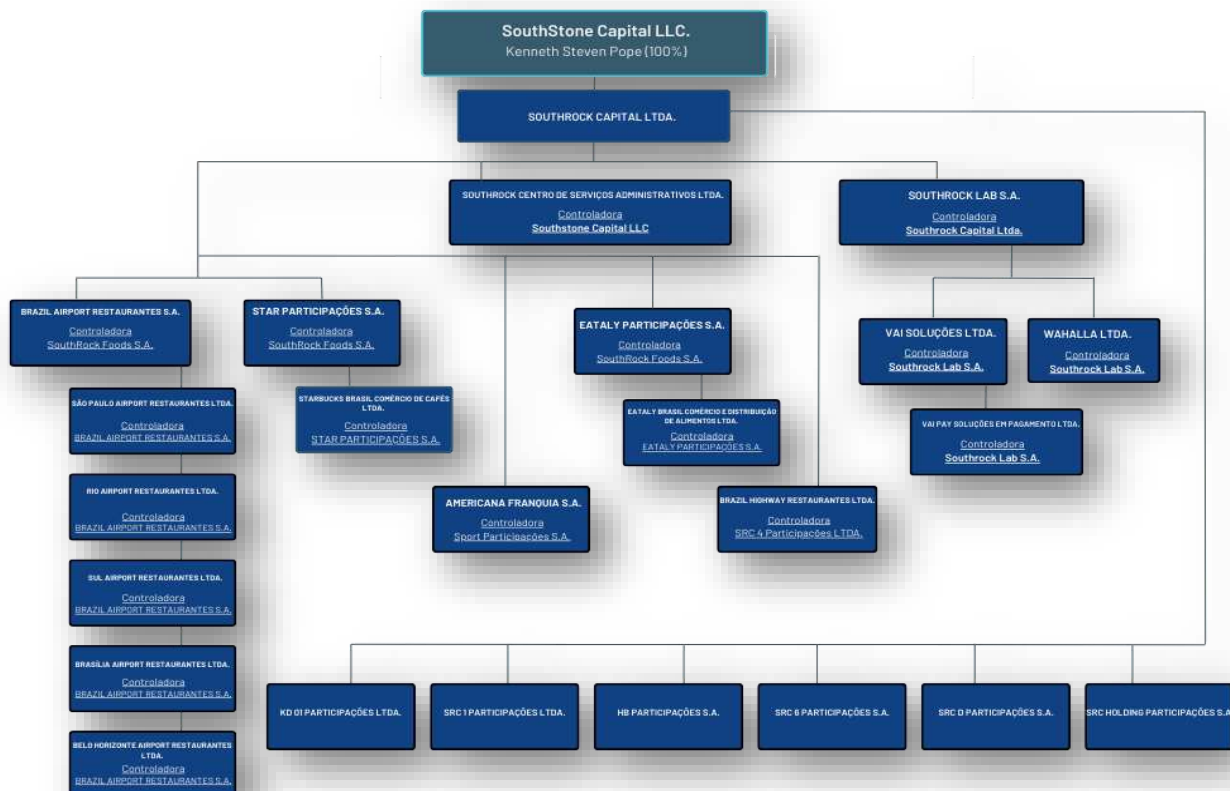 SouthStone Capital LLC.
Kenneth Steven Pope (100%)
SOUTHROCK CAPITAL LTDA.
SOUTHROCK CENTRO DE SERVIÇOS ADMINISTRATIVOS LTDA.
Controladora
Southstone Capital LLC
SOUTHROCK LAB S.A.
Controladora
Southrock Capital Ltda.
BRAZIL AIRPORT RESTAURANTES S.A.
Controladora
SouthRock Foods S.A.
STAR PARTICIPAÇÕES S.A.
Controladora
SouthRock Foods S.A.
EATALY PARTICIPAÇÕES S.A.
Controladora
SouthRock Foods S.A.
VAI SOLUÇÕES LTDA.
Controladora
Southrock Lab S.A.
WAHALLA LTDA.
Controladora
Southrock Lab S.A.
SÃO PAULO AIRPORT RESTAURANTES LTDA.
Controladora
BRAZIL AIRPORT RESTAURANTES S.A.
STARBUCKS BRASIL COMÉRCIO DE CAFÉS
LTDA.
Controladora
STAR PARTICIPAÇÕES S.A.
EATALY BRASIL COMÉRCIO E DISTRIBUIÇÃO
DE ALIMENTOS LTDA.
Controladora
EATALY PARTICIPAÇÕES S.A.
VAI PAY SOLUÇÕES EM PAGAMENTO LTDA.
Controladora
Southrock Lab S.A.
RIO AIRPORT RESTAURANTES LTDA.
Controladora
BRAZIL AIRPORT RESTAURANTES S.A.
AMERICANA FRANQUIA S.A.
Controladora
Sport Participações S.A.
BRAZIL HIGHWAY RESTAURANTES LTDA.
Controladora
SRC 4 Participações LTDA.
SUL AIRPORT RESTAURANTES LTDA.
Controladora
BRAZIL AIRPORT RESTAURANTES S.A.
BRASÍLIA AIRPORT RESTAURANTES LTDA.
Controladora
BRAZIL AIRPORT RESTAURANTES S.A.
KD 01 PARTICIPAÇÕES LTDA.
SRC 1 PARTICIPAÇÕES LTDA.
HB PARTICIPAÇÕES S.A.
SRC 6 PARTICIPAÇÕES S.A.
SRC D PARTICIPAÇÕES S.A.
SRC HOLDING PARTICIPAÇÕES S.A
BELO HORIZONTE AIRPORT RESTAURANTES
LTDA.
Controladora
BRAZIL AIRPORT RESTAURANTES S.A.